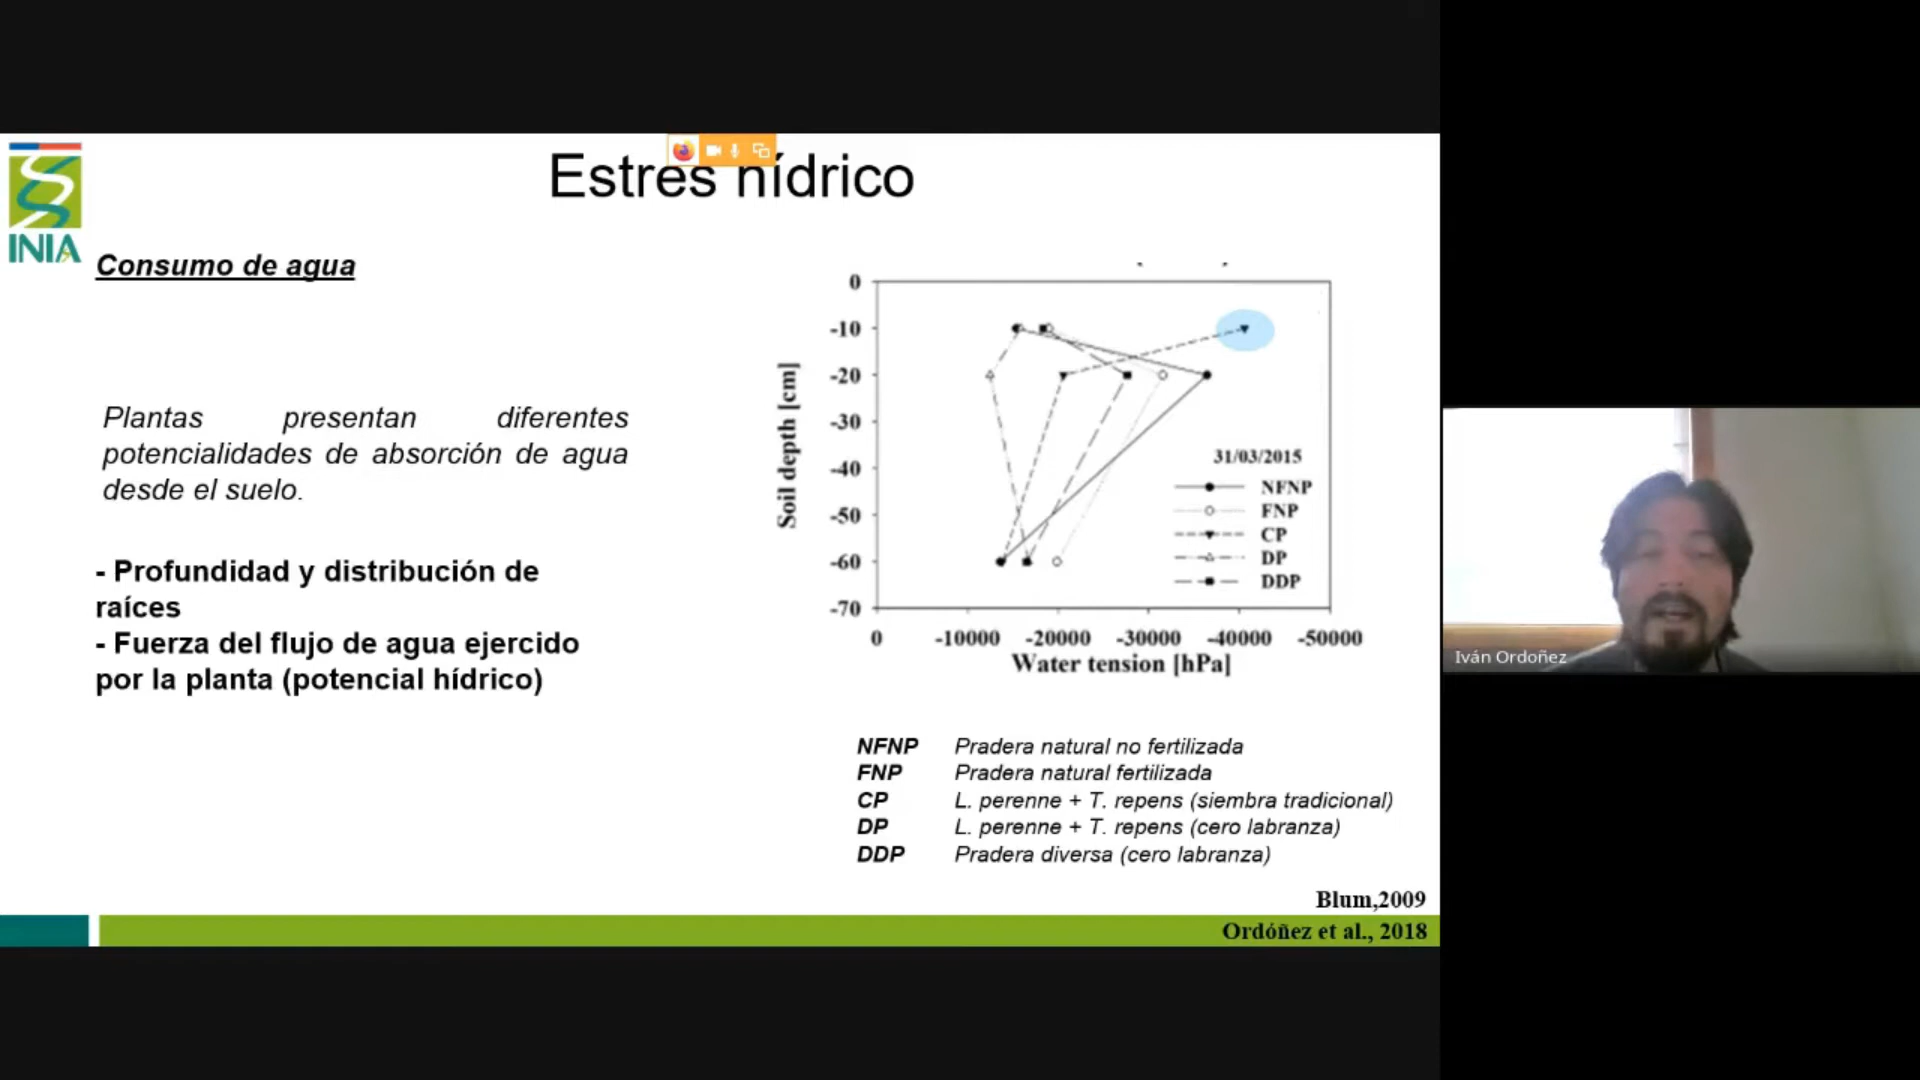 Estrés hídrico
INIA
Consumo de agua
Plantas presentan diferentes
potencialidades de absorción de agua
desde el suelo.
- Profundidad y distribución de
raíces
- Fuerza del flujo de agua ejercido
por la planta (potencial hídrico)
Soil depth [cm]
0
-10
-20
-30
-40
-50
-60
-70
31/03/2015
NFNP
FNP
CP
DP
DDP
0 -10000 -20000 -30000 -40000 -50000
Water tension [hPa]
NFNP Pradera natural no fertilizada
FNP Pradera natural fertilizada
CP L. perenne + T. repens (siembra tradicional)
DP L. perenne + T. repens (cero labranza)
DDP Pradera diversa (cero labranza)
Blum,2009
Ordóñez et al., 2018
Iván Ordoñez